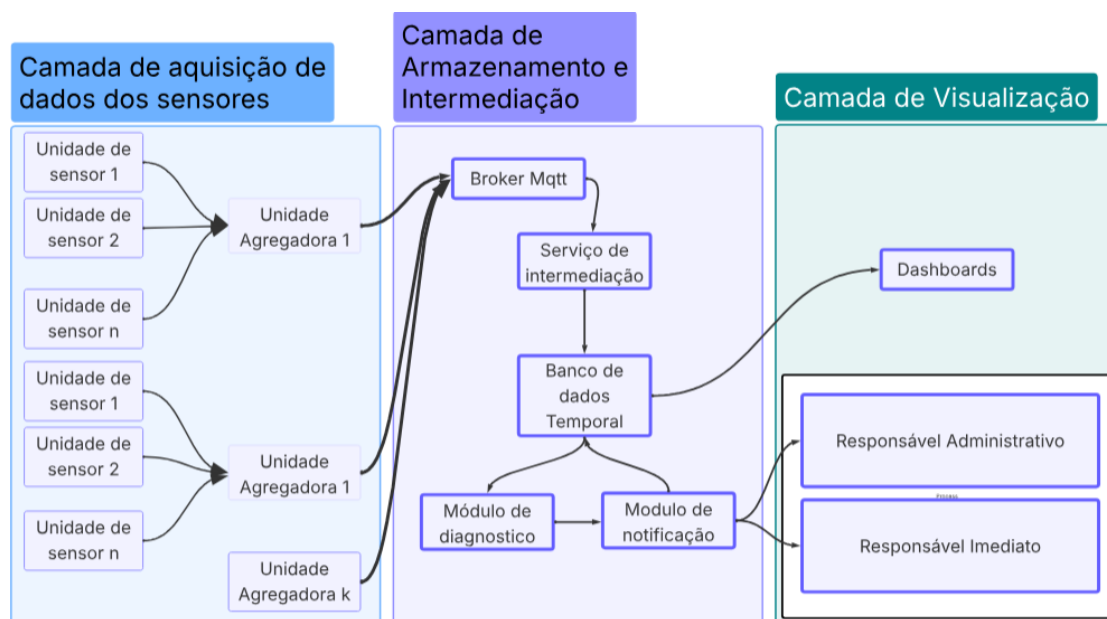 Camada de aquisição de
dados dos sensores
Unidade de
sensor 1
Unidade de
sensor 2
Unidade de
sensor n
Unidade
Agregadora 1
Unidade de
sensor 1
Unidade de
sensor 2
Unidade de
sensor n
Unidade
Agregadora 1
Unidade
Agregadora k
Camada de
Armazenamento e
Intermediação
Broker Mqtt
Serviço de
intermediação
Banco de
dados
Temporal
Módulo de
diagnostico
Modulo de
notificação
Camada de Visualização
Dashboards
Responsável Administrativo
Process
Responsável Imediato